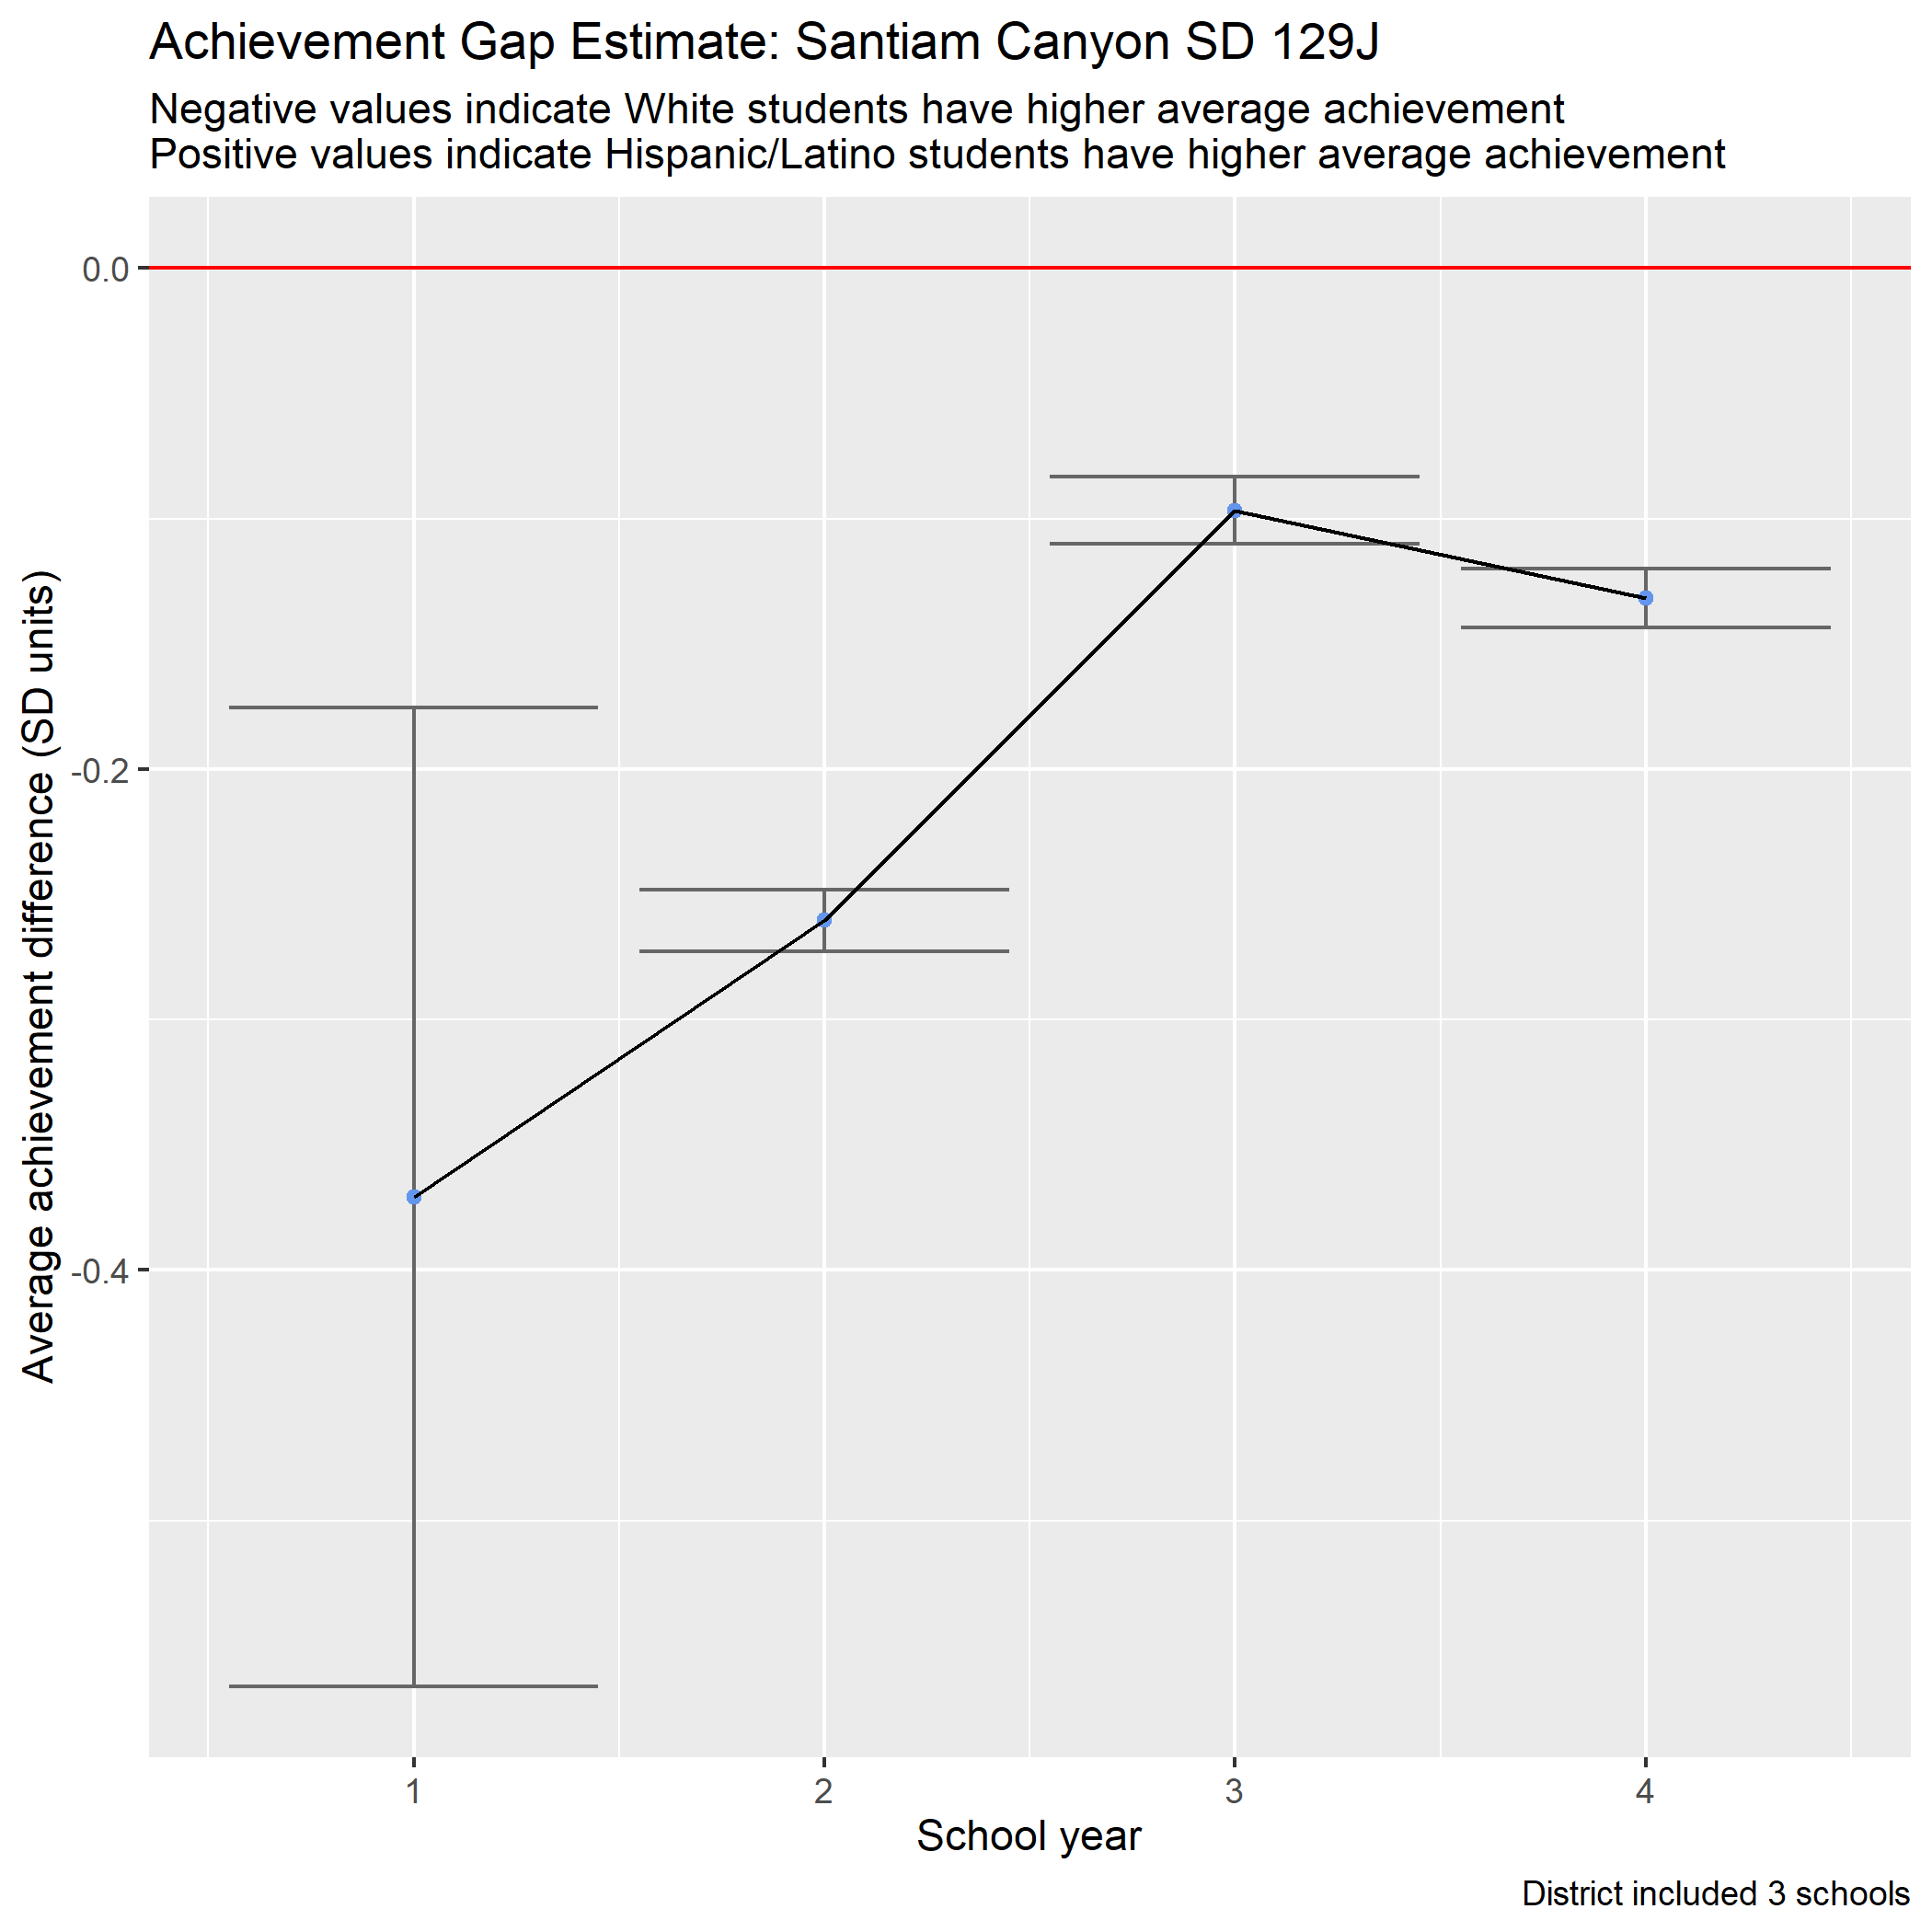 Achievement Gap Estimate: Santiam Canyon SD 129J
Negative values indicate White students have higher average achievement
Positive values indicate Hispanic/Latino students have higher average achievement
Average achievement difference (SD units)
0.0
-0.2
-0.4
1 2 3 4
School year
District included 3 schools